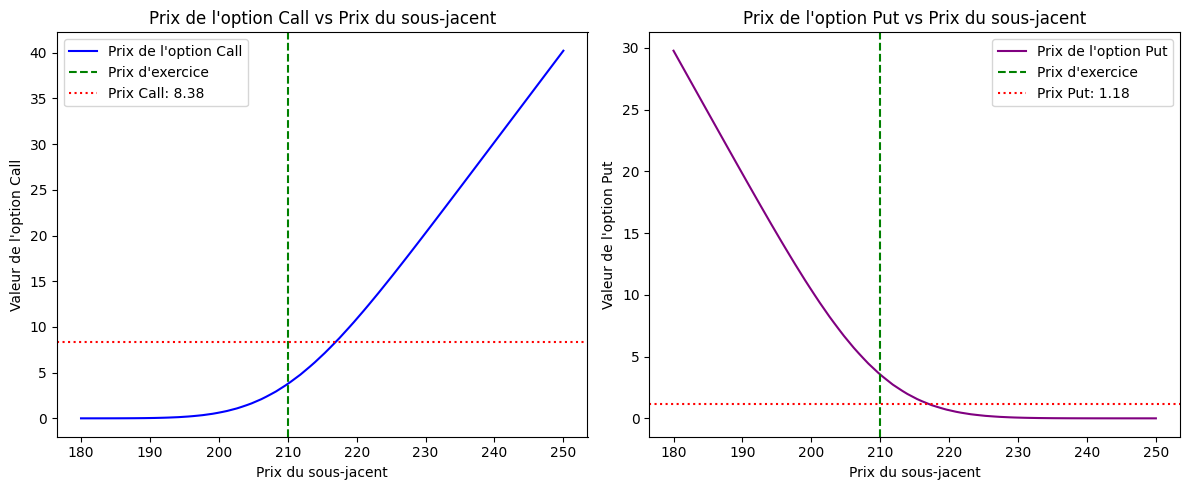 Prix de l'option Call vs Prix du sous-jacent
Prix de l'option Call
Prix d'exercice
Prix Call: 8.38
Valeur de l'option Call
40
35
30
25
20
15
10
5
0
180 190 200 210 220 230 240 250
Prix du sous-jacent
Prix de l'option Put vs Prix du sous-jacent
Prix de l'option Put
Prix d'exercice
Prix Put: 1.18
Valeur de l'option Put
30
25
20
15
10
5
0
180 190 200 210 220 230 240 250
Prix du sous-jacent